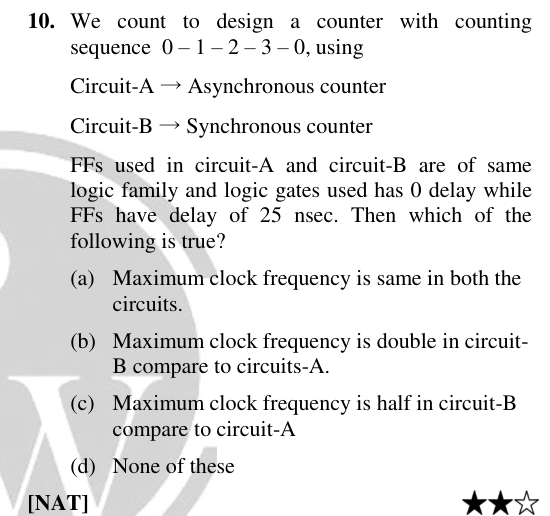 10. We count to design a counter with counting
sequence 0 – 1 – 2 – 3 – 0, using
Circuit-A → Asynchronous counter
Circuit-B → Synchronous counter
FFs used in circuit-A and circuit-B are of same
logic family and logic gates used has 0 delay while
FFs have delay of 25 nsec. Then which of the
following is true?
(a) Maximum clock frequency is same in both the
circuits.
(b) Maximum clock frequency is double in circuit-
B compare to circuits-A.
(c) Maximum clock frequency is half in circuit-B
compare to circuit-A
(d) None of these
[NAT] ★★☆